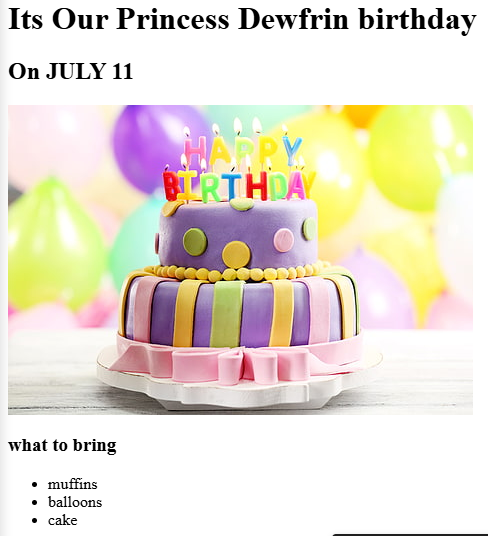 Its Our Princess Dewfrin birthday
On JULY 11
HAPPY
BIRTHDAY
what to bring
muffins
balloons
cake